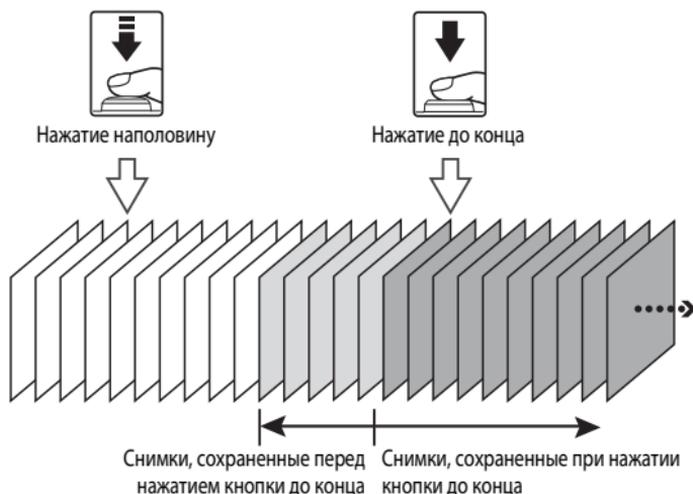 Нажатие наполовину
Нажатие до конца
Снимки, сохраненные перед
нажатием кнопки до конца
Снимки, сохраненные при нажатии
кнопки до конца